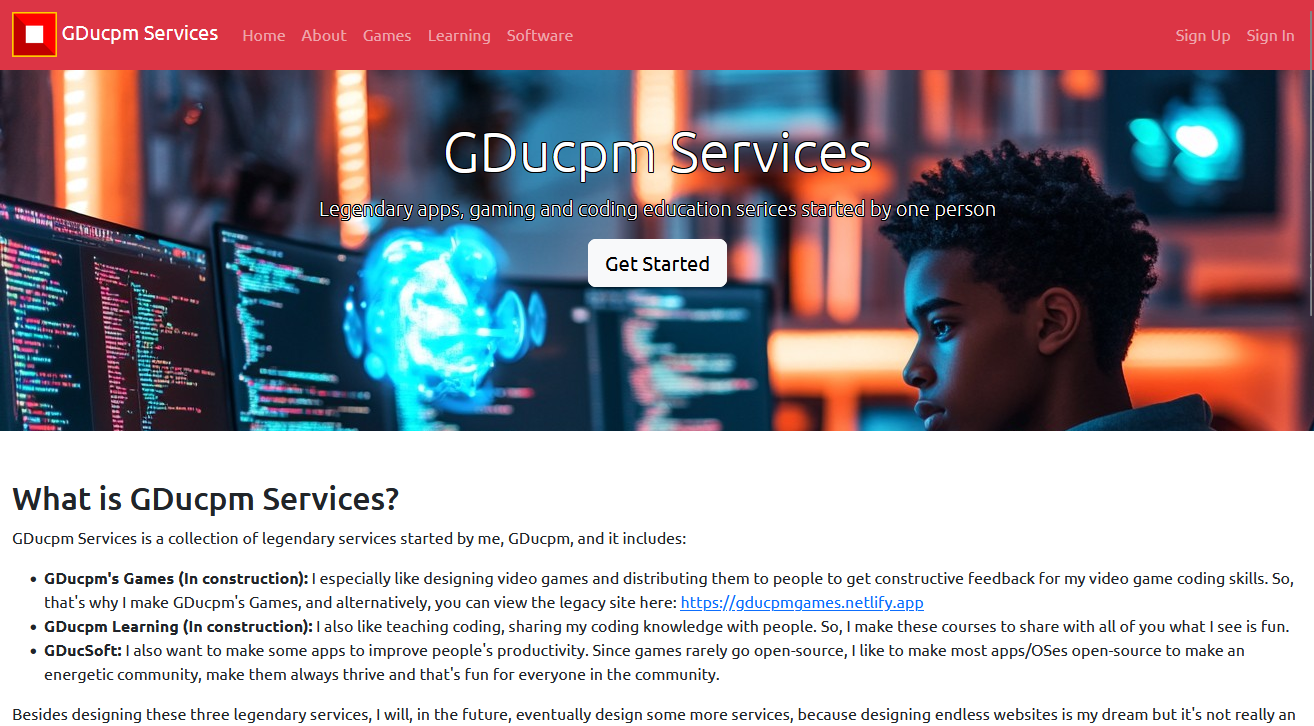 GDucpm Services Home About Games Learning Software Sign Up Sign In
GDucpm Services
Legendary apps, gaming and coding education serices started by one person
Get Started
What is GDucpm Services?
GDucpm Services is a collection of legendary services started by me, GDucpm, and it includes:
• GDucpm's Games (In construction): I especially like designing video games and distributing them to people to get constructive feedback for my video game coding skills. So,
that's why I make GDucpm's Games, and alternatively, you can view the legacy site here: https://gducpmgames.netlify.app
• GDucpm Learning (In construction): I also like teaching coding, sharing my coding knowledge with people. So, I make these courses to share with all of you what I see is fun.
• GDucSoft: I also want to make some apps to improve people's productivity. Since games rarely go open-source, I like to make most apps/OSes open-source to make an
energetic community, make them always thrive and that's fun for everyone in the community.
Besides designing these three legendary services, I will, in the future, eventually design some more services, because designing endless websites is my dream but it's not really an